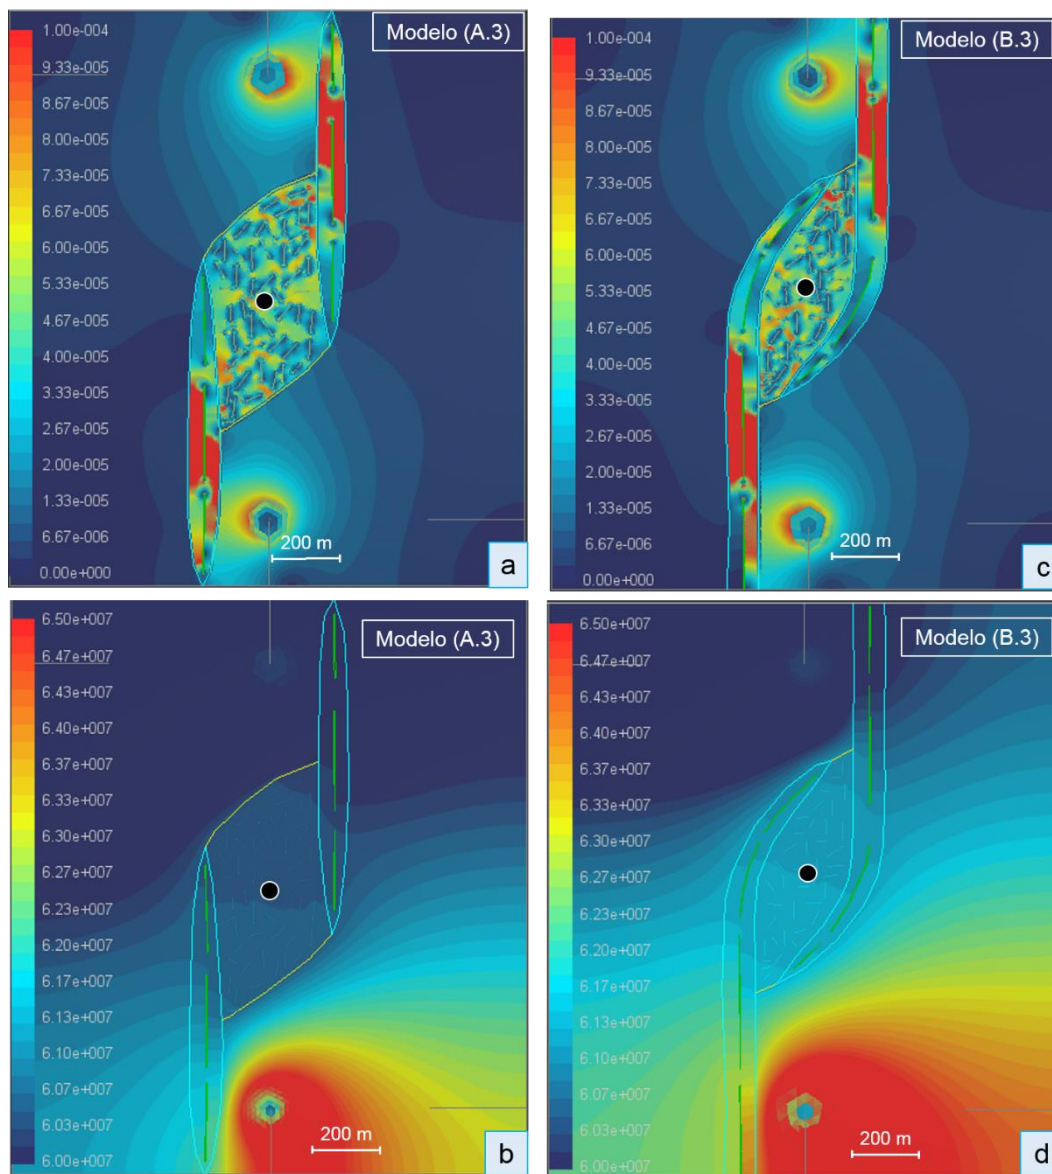 Modelo (A.3)
1.00e-004
9.33e-005
8.67e-005
8.00e-005
7.33e-005
6.67e-005
6.00e-005
5.33e-005
4.67e-005
4.00e-005
3.33e-005
2.67e-005
2.00e-005
1.33e-005
6.67e-006
0.00e+000
200 m
a
Modelo (B.3)
1.00e-004
9.33e-005
8.67e-005
8.00e-005
7.33e-005
6.67e-005
6.00e-005
5.33e-005
4.67e-005
4.00e-005
3.33e-005
2.67e-005
2.00e-005
1.33e-005
6.67e-006
0.00e+000
200 m
c
Modelo (A.3)
6.50e+007
6.47e+007
6.43e+007
6.40e+007
6.37e+007
6.33e+007
6.30e+007
6.27e+007
6.23e+007
6.20e+007
6.17e+007
6.13e+007
6.10e+007
6.07e+007
6.03e+007
6.00e+007
200 m
b
Modelo (B.3)
6.50e+007
6.47e+007
6.43e+007
6.40e+007
6.37e+007
6.33e+007
6.30e+007
6.27e+007
6.23e+007
6.20e+007
6.17e+007
6.13e+007
6.10e+007
6.07e+007
6.03e+007
6.00e+007
200 m
d